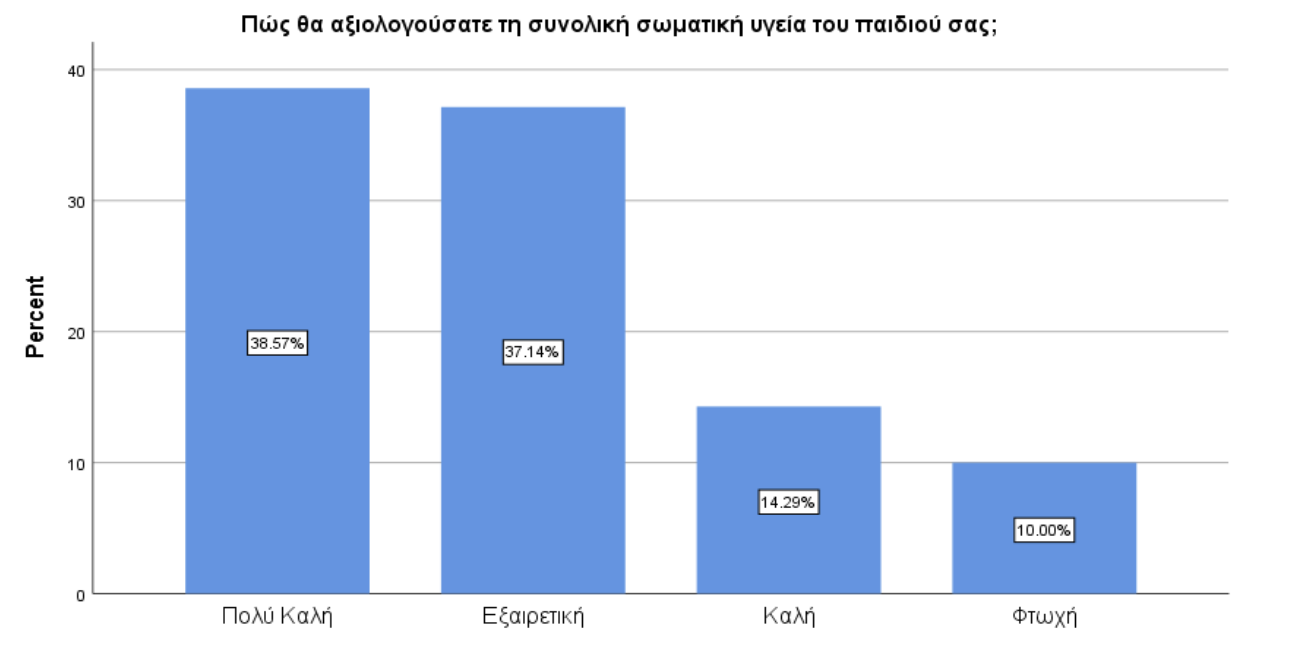 Πώς θα αξιολογούσατε τη συνολική σωματική υγεία του παιδιού σας;
Percent
40
30
20
10
0
38.57%
37.14%
14.29%
10.00%
Πολύ Καλή
Εξαιρετική
Καλή
Φτωχή